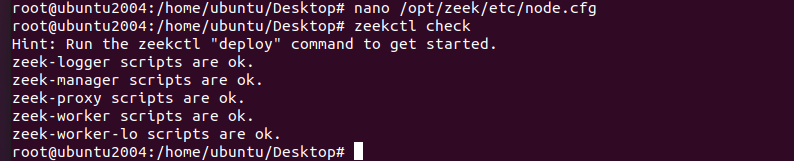 root@ubuntu2004:/home/ubuntu/Desktop# nano /opt/zeek/etc/node.cfg
root@ubuntu2004:/home/ubuntu/Desktop# zeekctl check
Hint: Run the zeekctl "deploy" command to get started.
zeek-logger scripts are ok.
zeek-manager scripts are ok.
zeek-proxy scripts are ok.
zeek-worker scripts are ok.
zeek-worker-lo scripts are ok.
root@ubuntu2004:/home/ubuntu/Desktop#